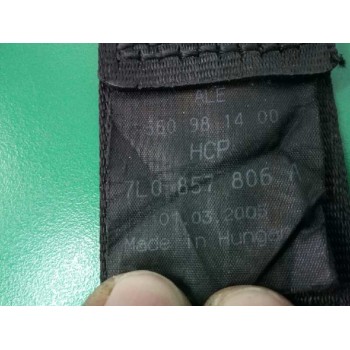 ALE
560 98 14 00
HCP
7L0 857 806 A
01.03.2005
Made in Hungary